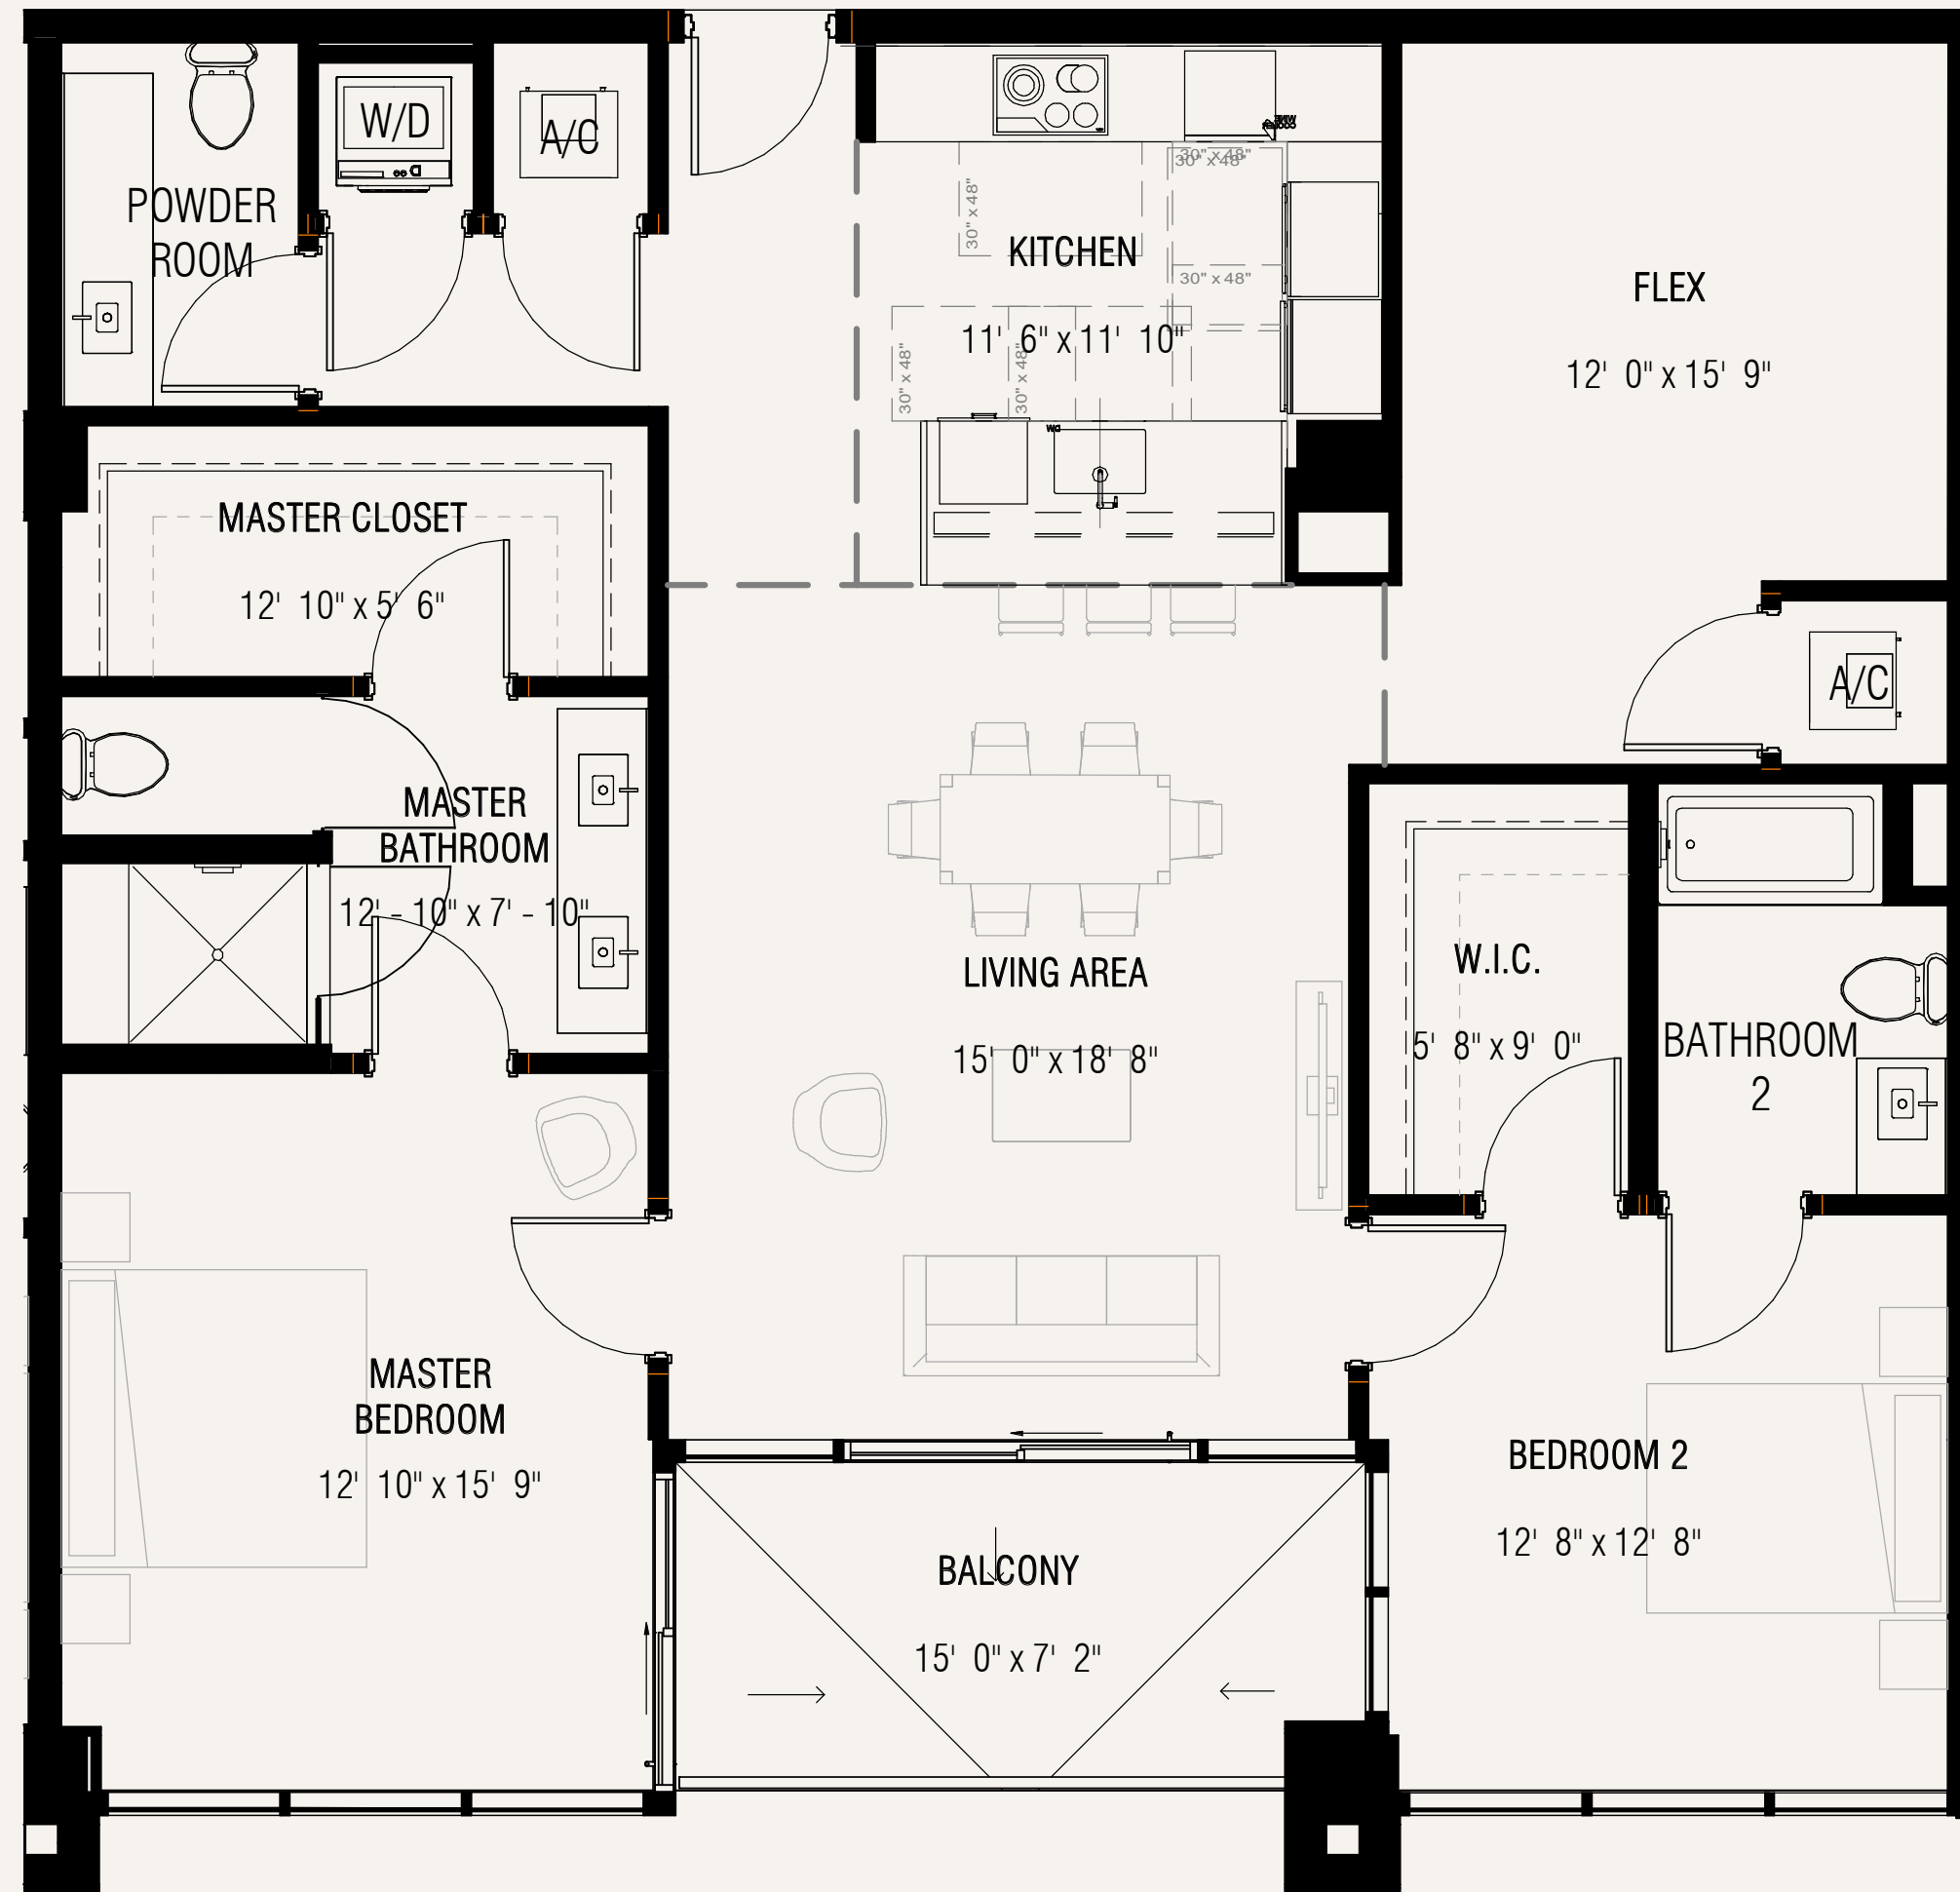 W/D
A/C
POWDER
ROOM
30" x 48"
30" x 48"
30" x 48"
KITCHEN
30" x 48"
11' 6" x 11' 10"
30" x 48"
30" x 48"
DW
FLEX
12' 0" x 15' 9"
MASTER CLOSET
12' 10" x 5' 6"
A/C
MASTER
BATHROOM
12' - 10" x 7' - 10"
LIVING AREA
15' 0" x 18' 8"
W.I.C.
5' 8" x 9' 0"
BATHROOM
2
MASTER
BEDROOM
12' 10" x 15' 9"
BEDROOM 2
12' 8" x 12' 8"
BALCONY
15' 0" x 7' 2"